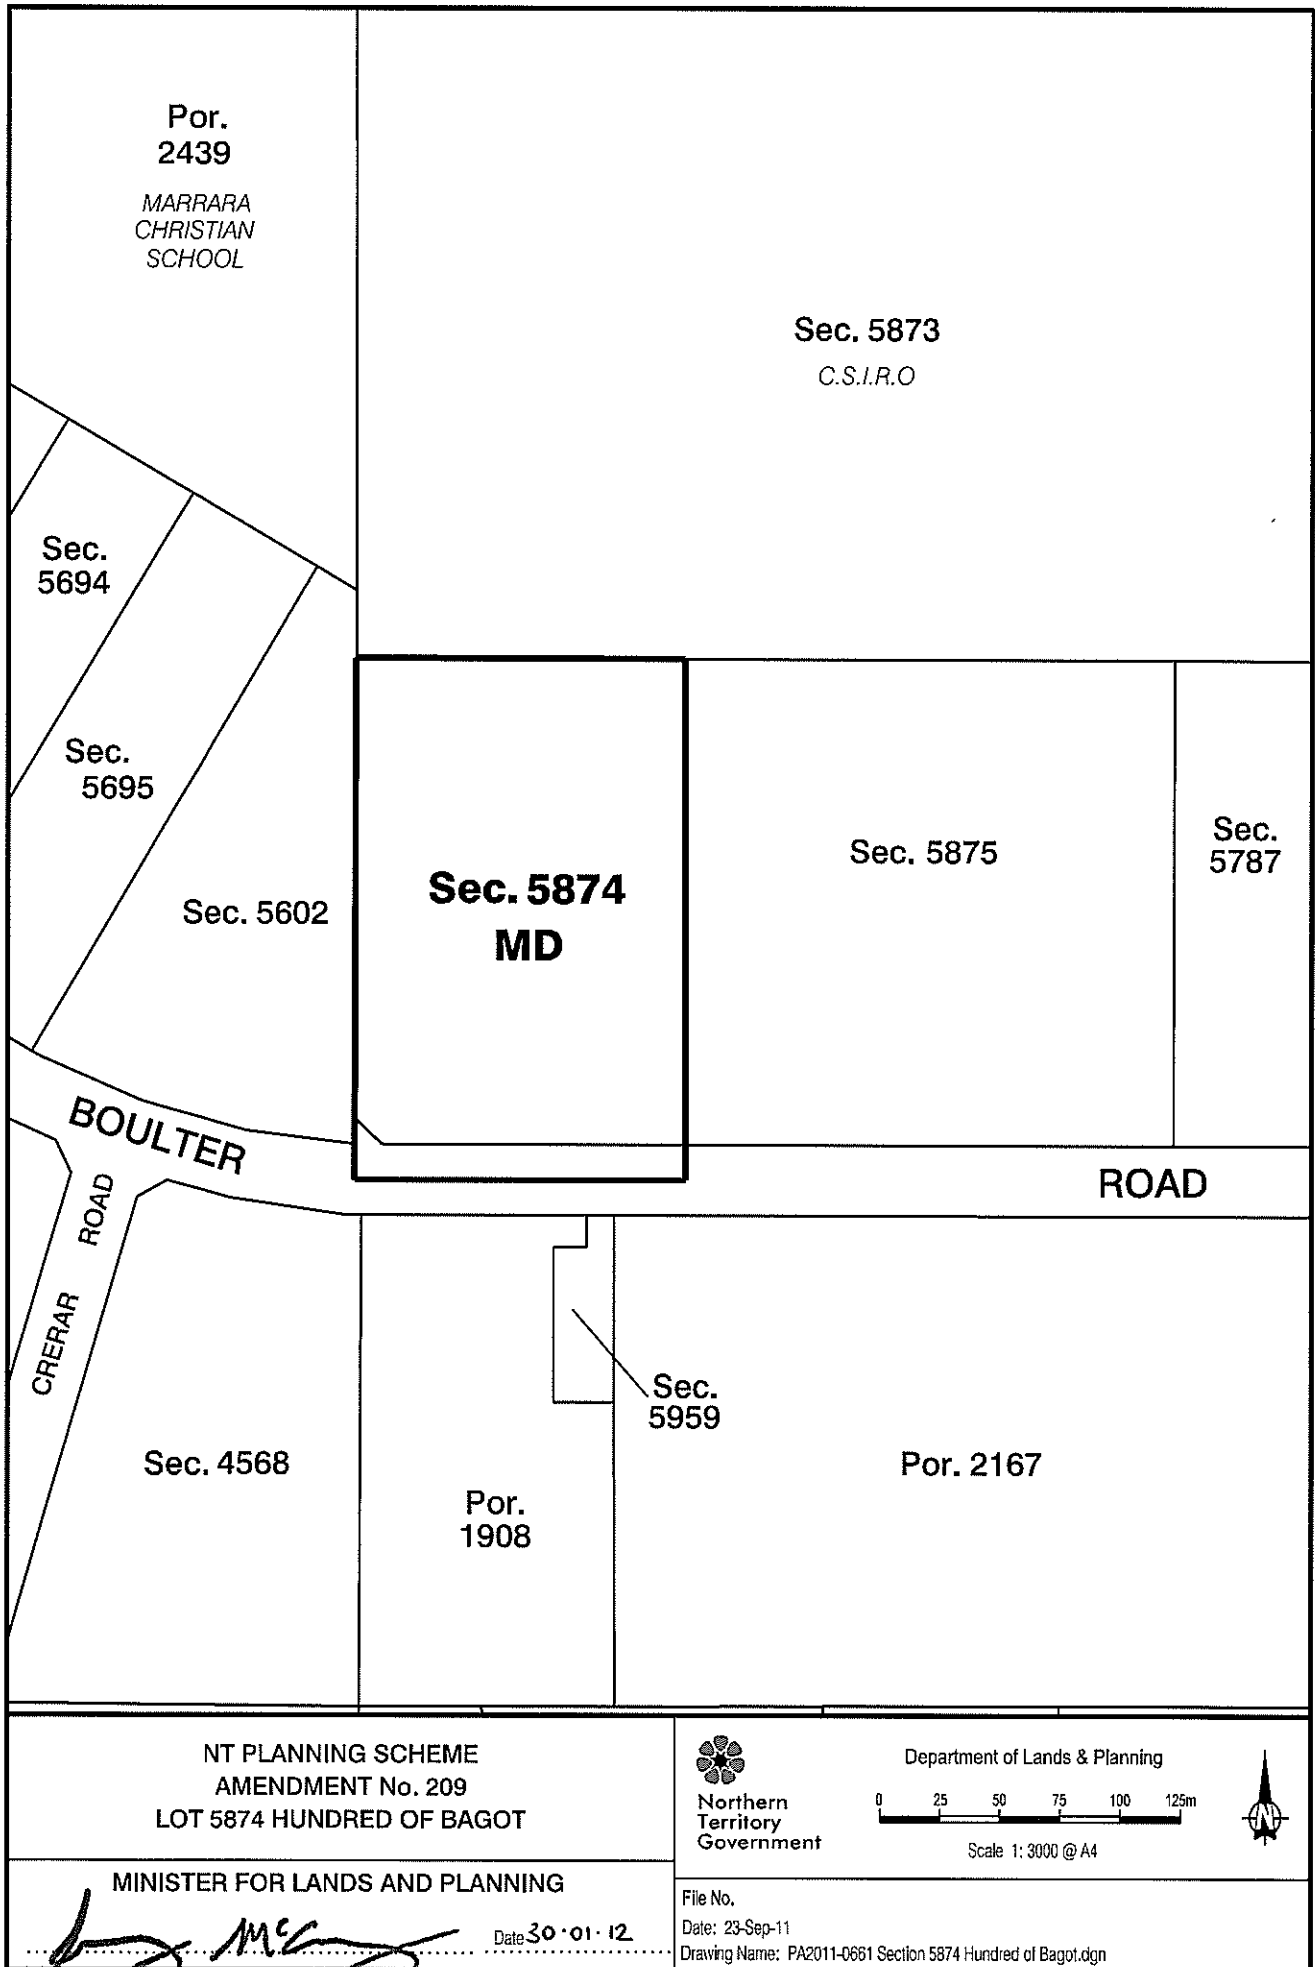 Por.
2439
MARRARA
CHRISTIAN
SCHOOL
Sec. 5873
C.S.I.R.O
Sec.
5694
Sec.
5695
Sec. 5602
Sec. 5874
MD
Sec. 5875
Sec.
5787
BOULTER
ROAD
CRERAR ROAD
Sec.
5959
Sec. 4568
Por.
1908
Por. 2167
NT PLANNING SCHEME
AMENDMENT No. 209
LOT 5874 HUNDRED OF BAGOT
MINISTER FOR LANDS AND PLANNING
Date 30·01·12
Northern
Territory
Government
Department of Lands & Planning
0 25 50 75 100 125m
Scale 1: 3000 @ A4
N
File No.
Date: 23-Sep-11
Drawing Name: PA2011-0661 Section 5874 Hundred of Bagot.dgn